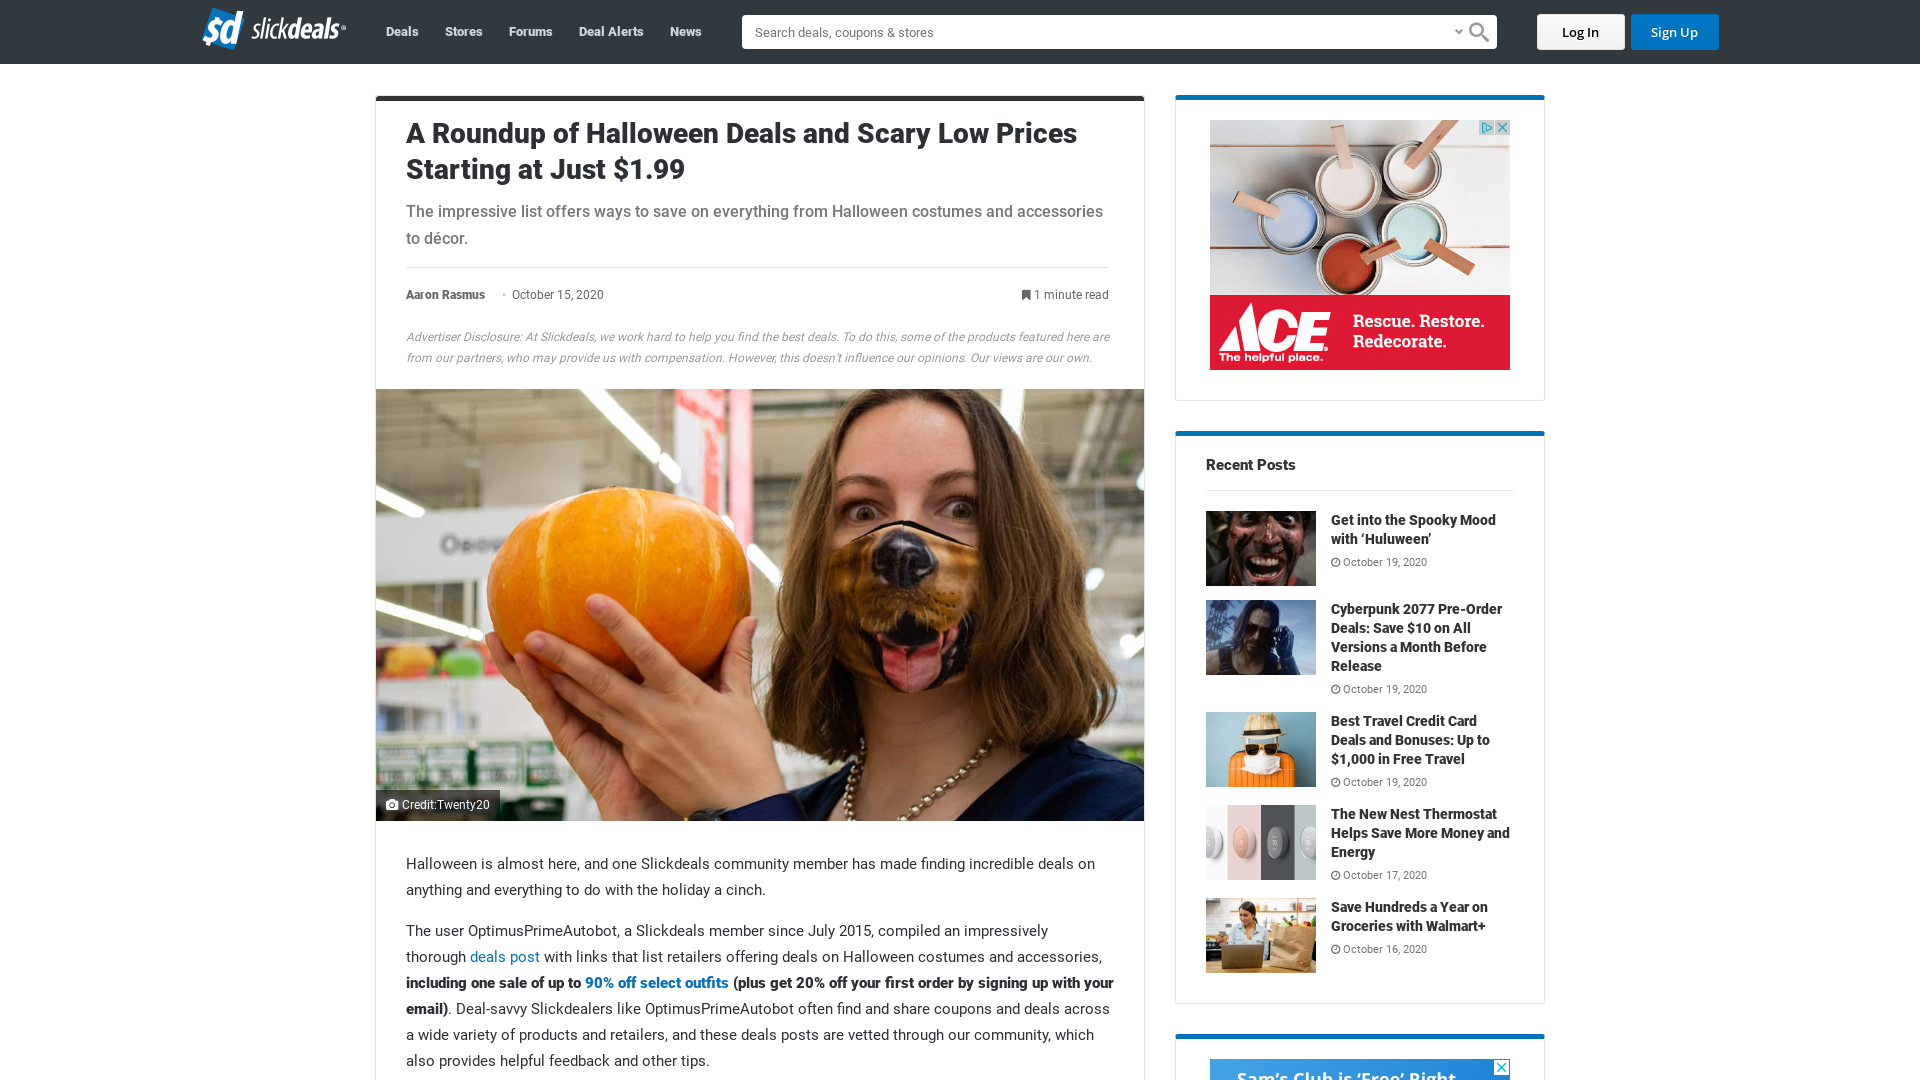 slickdeals
Deals
Stores
Forums
Deal Alerts
News
Search deals, coupons & stores
Log In
Sign Up
A Roundup of Halloween Deals and Scary Low Prices
Starting at Just $1.99
The impressive list offers ways to save on everything from Halloween costumes and accessories
to décor.
Aaron Rasmus • October 15, 2020
1 minute read
Advertiser Disclosure: At Slickdeals, we work hard to help you find the best deals. To do this, some of the products featured here are
from our partners, who may provide us with compensation. However, this doesn’t influence our opinions. Our views are our own.
Credit:Twenty20
Halloween is almost here, and one Slickdeals community member has made finding incredible deals on
anything and everything to do with the holiday a cinch.
The user OptimusPrimeAutobot, a Slickdeals member since July 2015, compiled an impressively
thorough deals post with links that list retailers offering deals on Halloween costumes and accessories,
including one sale of up to 90% off select outfits (plus get 20% off your first order by signing up with your
email). Deal-savvy Slickdealers like OptimusPrimeAutobot often find and share coupons and deals across
a wide variety of products and retailers, and these deals posts are vetted through our community, which
also provides helpful feedback and other tips.
ACE
The helpful place.
Rescue. Restore.
Redecorate.
Recent Posts
Get into the Spooky Mood
with ‘Huluween’
October 19, 2020
Cyberpunk 2077 Pre-Order
Deals: Save $10 on All
Versions a Month Before
Release
October 19, 2020
Best Travel Credit Card
Deals and Bonuses: Up to
$1,000 in Free Travel
October 19, 2020
The New Nest Thermostat
Helps Save More Money and
Energy
October 17, 2020
Save Hundreds a Year on
Groceries with Walmart+
October 16, 2020
Sam’s Club is ‘Free’ Right